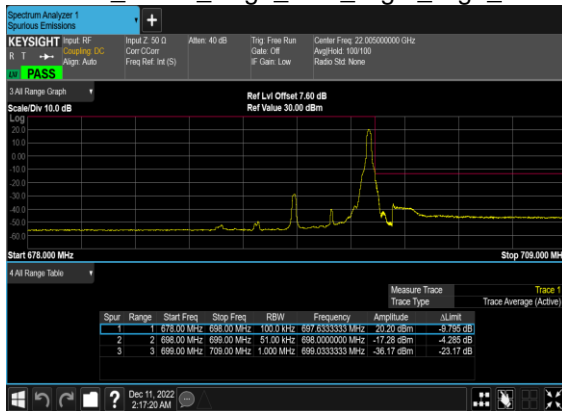 Spectrum Analyzer 1
Spurious Emissions
KEYSIGHT Input: RF Input Z: 50 Ω Atten: 40 dB Trig: Free Run Center Freq: 22.005000000 GHz
R T Coupling: DC Corr CCorr Gate: Off Avg|Hold: 100/100
Align: Auto Freq Ref: Int (S) IF Gain: Low Radio Std: None
PASS
3 All Range Graph
Ref Lvl Offset 7.60 dB
Scale/Div 10.0 dB Ref Value 30.00 dBm
Log
20.0
10.0
0.00
-10.0
-20.0
-30.0
-40.0
-50.0
-60.0
Start 678.000 MHz Stop 709.000 MH
4 All Range Table
Measure Trace Trace 1
Trace Type Trace Average (Active)
Spur Range Start Freq Stop Freq RBW Frequency Amplitude ΔLimit
1 1 678.00 MHz 698.00 MHz 100.0 kHz 697.6333333 MHz 20.20 dBm -9.795 dB
2 2 698.00 MHz 699.00 MHz 51.00 kHz 698.0000000 MHz -17.28 dBm -4.285 dB
3 3 699.00 MHz 709.00 MHz 1.000 MHz 699.0333333 MHz -36.17 dBm -23.17 dB
? Dec 11, 2022
2:17:20 AM